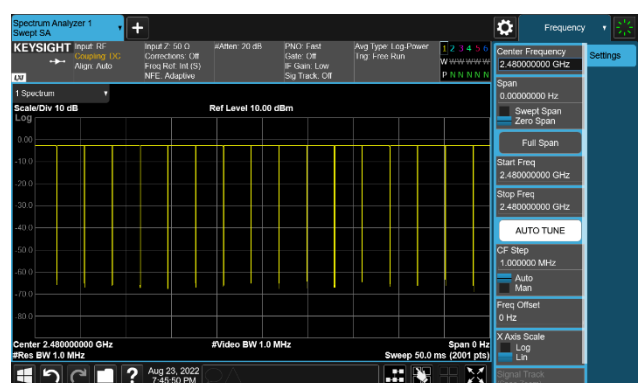 Spectrum Analyzer 1
Swept SA
Frequency
KEYSIGHT
Input: RF
Coupling: DC
Align: Auto
Input Z: 50 Ω
Corrections: Off
Freq Ref: Int (S)
NFE: Adaptive
#Atten: 20 dB
PNO: Fast
Gate: Off
IF Gain: Low
Sig Track: Off
Avg Type: Log-Power
Trig: Free Run
1 2 3 4 5 6
W W W W W W
P N N N N N
LXI
1 Spectrum
Scale/Div 10 dB
Ref Level 10.00 dBm
Log
0.00
-10.0
-20.0
-30.0
-40.0
-50.0
-60.0
-70.0
-80.0
Center 2.480000000 GHz
#Video BW 1.0 MHz
Span 0 Hz
#Res BW 1.0 MHz
Sweep 50.0 ms (2001 pts)
?
Aug 23, 2022
7:45:50 PM
Center Frequency
2.480000000 GHz
Settings
Span
0.00000000 Hz
Swept Span
Zero Span
Full Span
Start Freq
2.480000000 GHz
Stop Freq
2.480000000 GHz
AUTO TUNE
CF Step
1.000000 MHz
Auto
Man
Freq Offset
0 Hz
X Axis Scale
Log
Lin
Signal Track